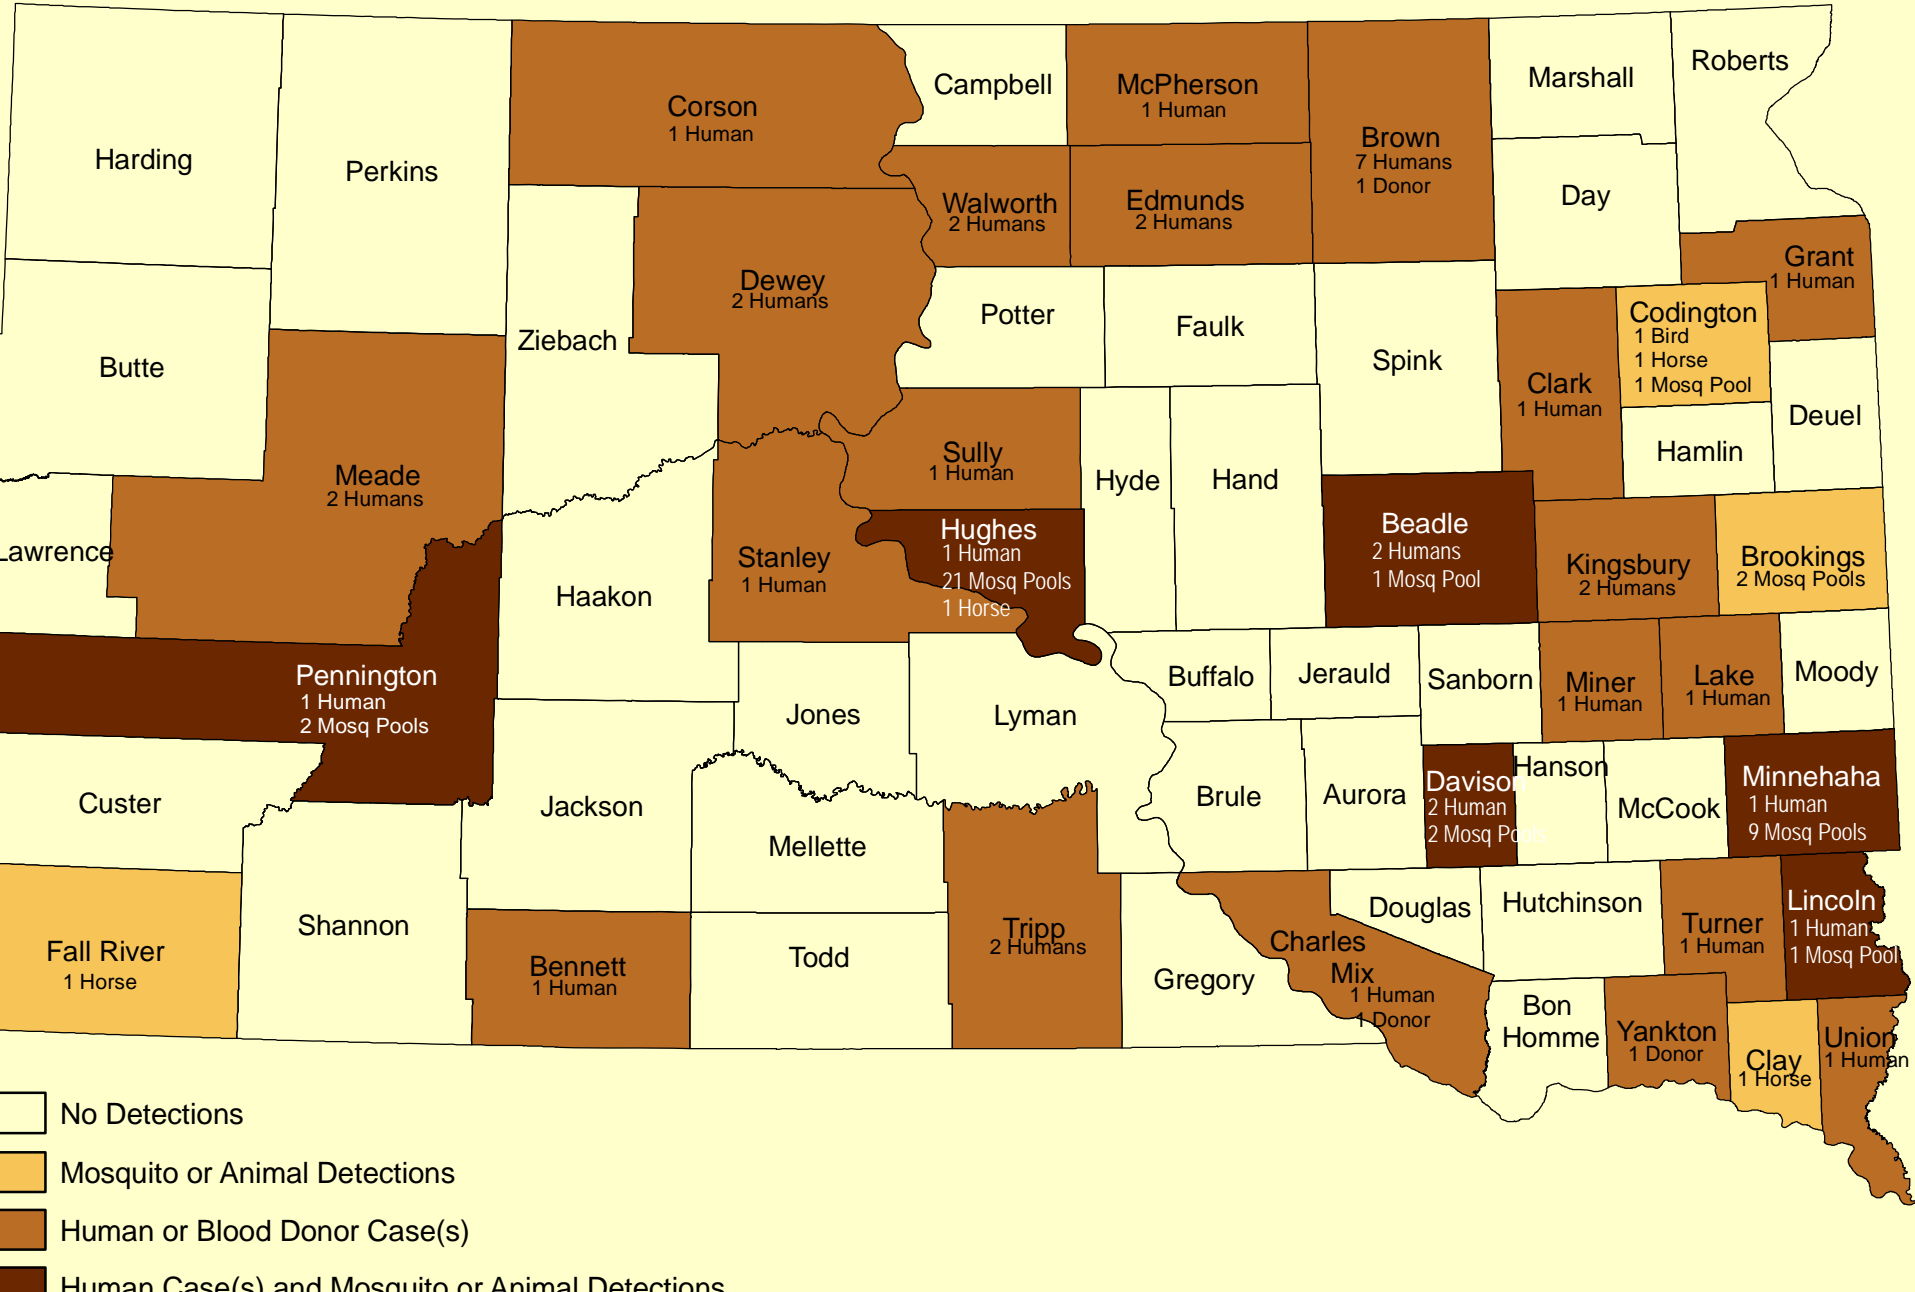 Harding
Perkins
Corson
1 Human
Campbell
McPherson
1 Human
Brown
7 Humans
1 Donor
Marshall
Roberts
Day
Walworth
2 Humans
Edmunds
2 Humans
Grant
1 Human
Butte
Ziebach
Dewey
2 Humans
Potter
Faulk
Spink
Clark
1 Human
Codington
1 Bird
1 Horse
1 Mosq Pool
Deuel
Hamlin
Meade
2 Humans
Sully
1 Human
Hyde
Hand
Lawrence
Haakon
Stanley
1 Human
Hughes
1 Human
21 Mosq Pools
1 Horse
Beadle
2 Humans
1 Mosq Pool
Kingsbury
2 Humans
Brookings
2 Mosq Pools
Pennington
1 Human
2 Mosq Pools
Jones
Lyman
Buffalo
Jerauld
Sanborn
Miner
1 Human
Lake
1 Human
Moody
Custer
Jackson
Mellette
Brule
Aurora
Davison
2 Human
2 Mosq Pools
Hanson
McCook
Minnehaha
1 Human
9 Mosq Pools
Fall River
1 Horse
Shannon
Bennett
1 Human
Todd
Tripp
2 Humans
Gregory
Charles
Mix
1 Human
1 Donor
Douglas
Hutchinson
Turner
1 Human
Lincoln
1 Human
1 Mosq Pool
Bon
Homme
Yankton
1 Donor
Clay
1 Horse
Union
1 Human
No Detections
Mosquito or Animal Detections
Human or Blood Donor Case(s)
Human Case(s) and Mosquito or Animal Detections